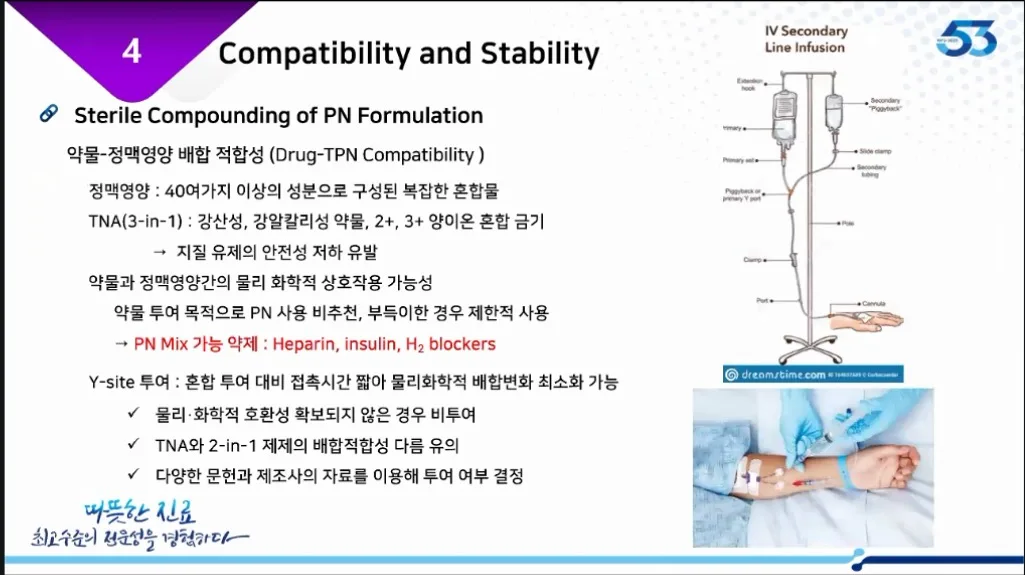 4
Compatibility and Stability
Sterile Compounding of PN Formulation
약물-정맥영양 배합 적합성 (Drug-TPN Compatibility )
정맥영양 : 40여가지 이상의 성분으로 구성된 복잡한 혼합물
TNA(3-in-1) : 강산성, 강알칼리성 약물, 2+, 3+ 양이온 혼합 금기
→ 지질 유제의 안전성 저하 유발
약물과 정맥영양간의 물리 화학적 상호작용 가능성
약물 투여 목적으로 PN 사용 비추천, 부득이한 경우 제한적 사용
→ PN Mix 가능 약제 : Heparin, insulin, H₂ blockers
Y-site 투여 : 혼합 투여 대비 접촉시간 짧아 물리화학적 배합변화 최소화 가능
✓ 물리·화학적 호환성 확보되지 않은 경우 비투여
✓ TNA와 2-in-1 제제의 배합적합성 다름 유의
✓ 다양한 문헌과 제조사의 자료를 이용해 투여 여부 결정
따뜻한 진료
최고수준의 전문성을 경험하다
IV Secondary
Line Infusion
53
Extention
hook
Secondary
"Piggyback"
rimary
Primary set
Slide clamp
Secondary
tubing
Piggyback or
primary Y port
Pole
Clamp
Port
Cannula
dreamstime.com